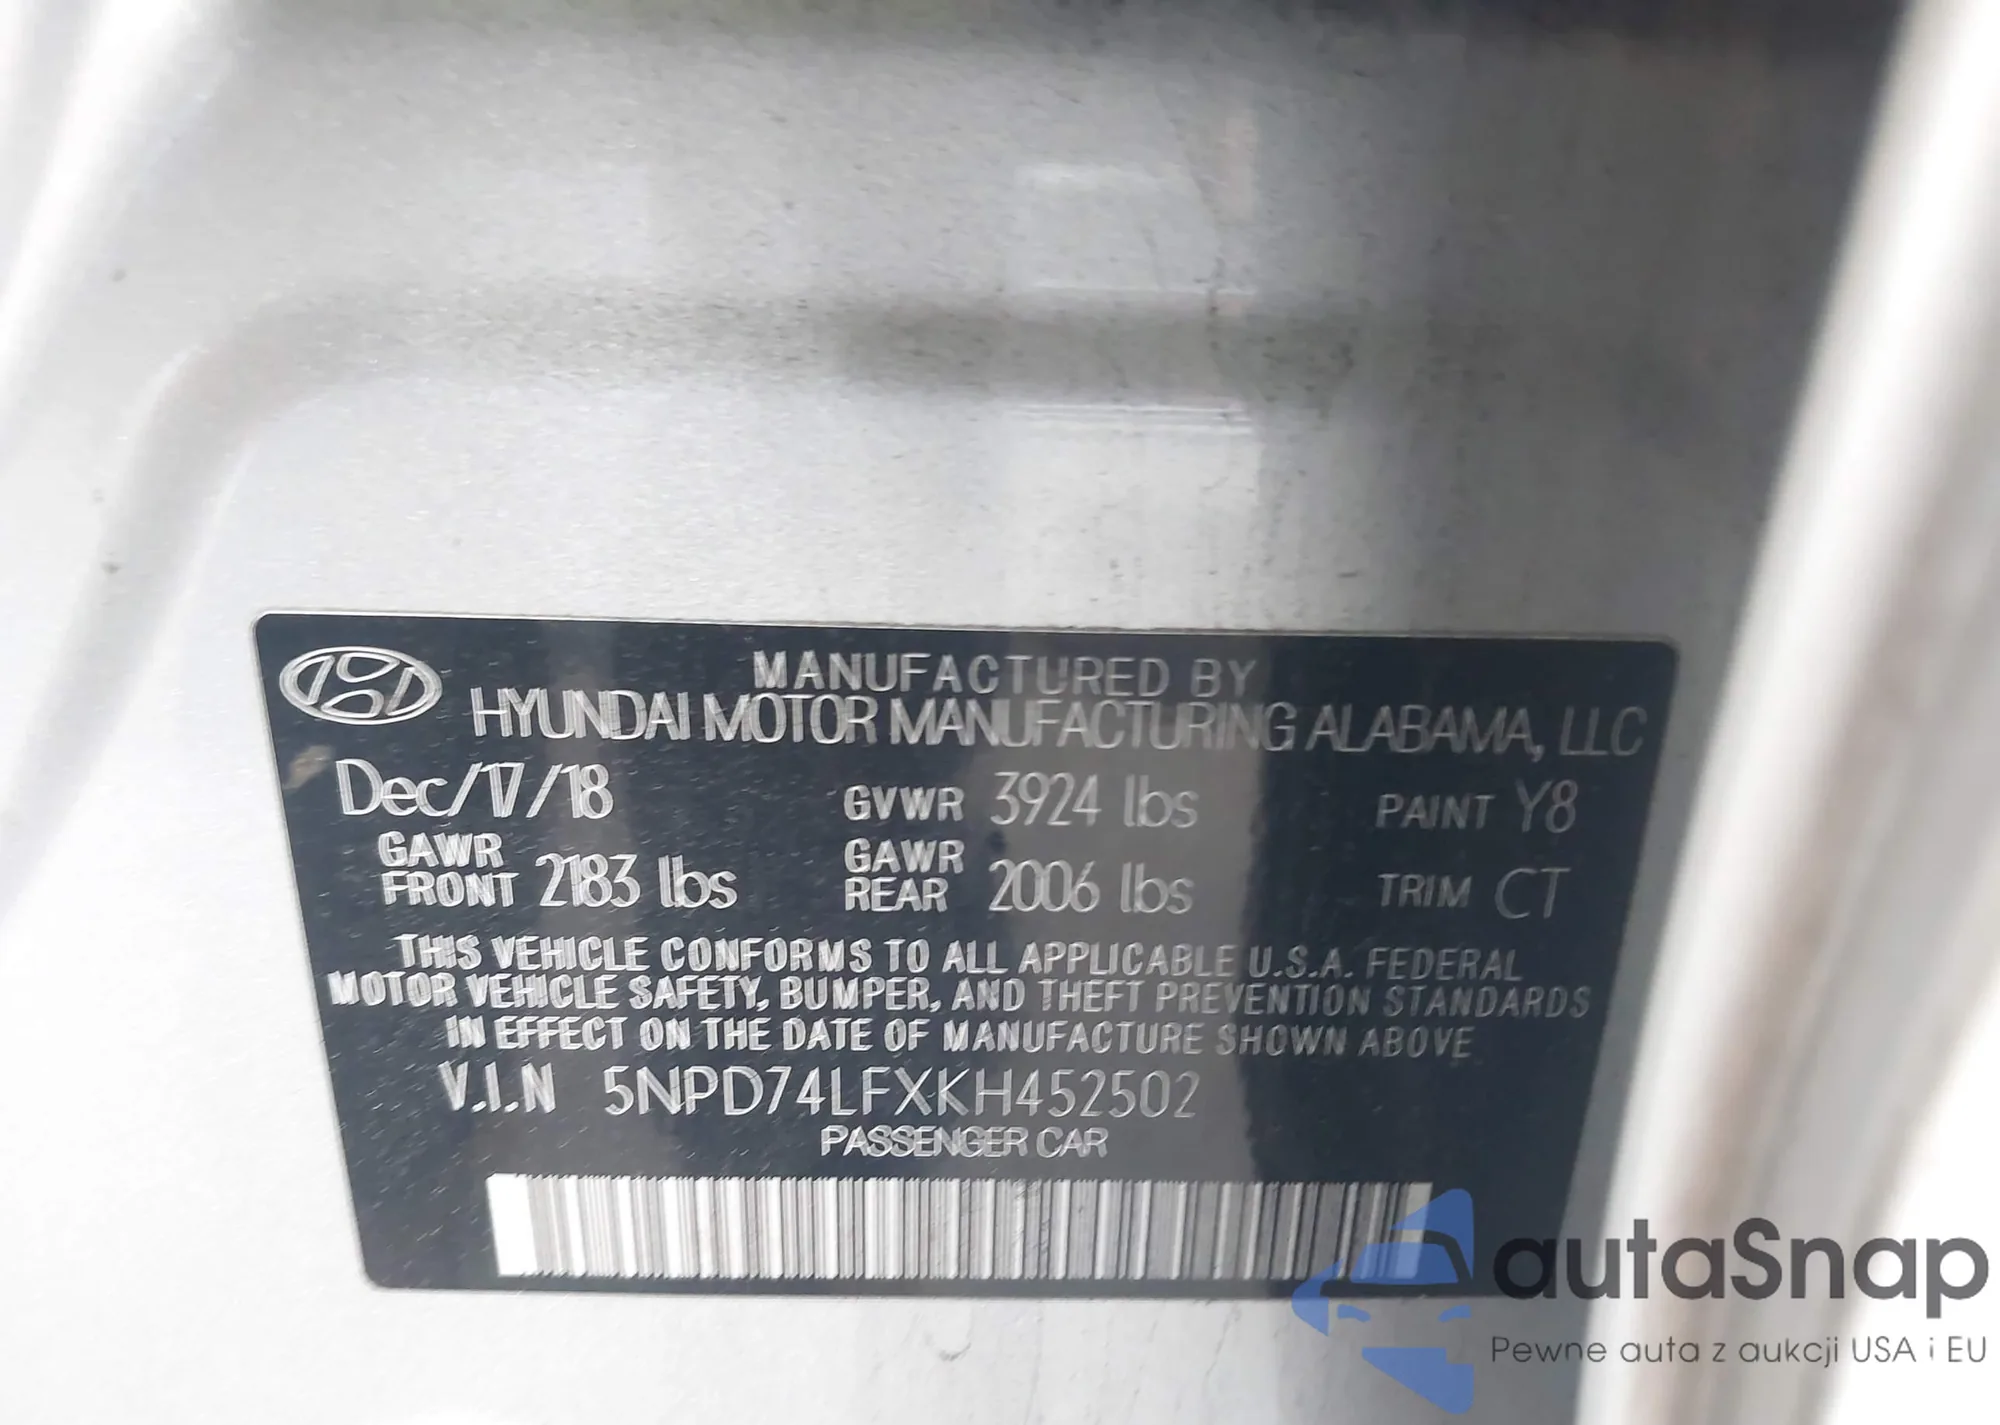 MANUFACTURED BY
HYUNDAI MOTOR MANUFACTURING ALABAMA, LLC
Dec/17/18 GVWR 3924 lbs PAINT Y8
GAWR FRONT 2183 lbs GAWR REAR 2006 lbs TRIM CT
THIS VEHICLE CONFORMS TO ALL APPLICABLE U.S.A. FEDERAL
MOTOR VEHICLE SAFETY, BUMPER, AND THEFT PREVENTION STANDARDS
IN EFFECT ON THE DATE OF MANUFACTURE SHOWN ABOVE
V.I.N 5NPD74LFXKH452502
PASSENGER CAR
autaSnap
Pewne auta z aukcji USA i EU